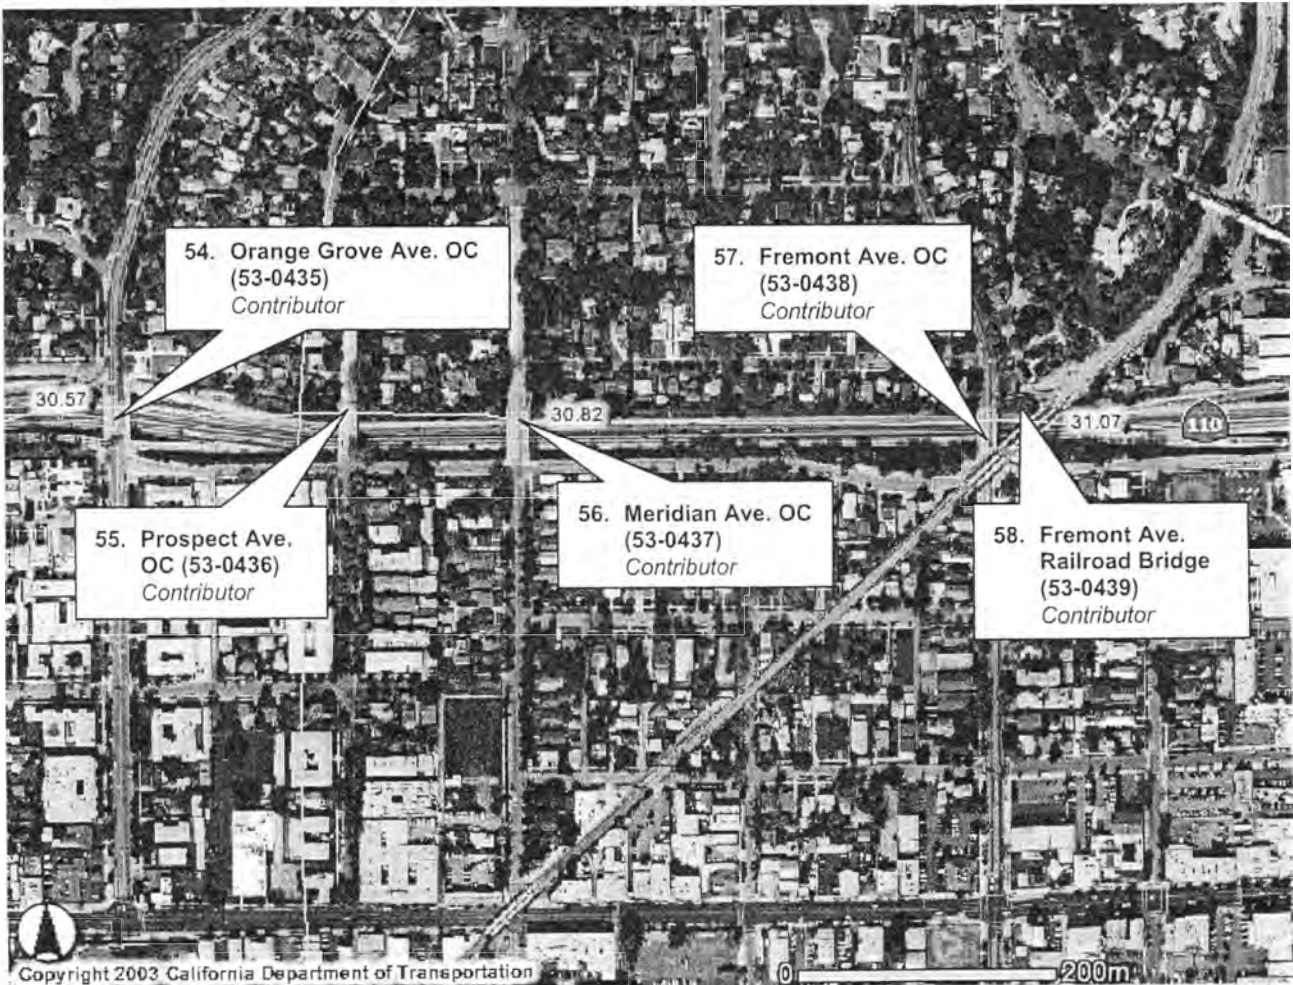 54. Orange Grove Ave. OC
(53-0435)
Contributor
57. Fremont Ave. OC
(53-0438)
Contributor
30.57
30.82
31.07
110
55. Prospect Ave.
OC (53-0436)
Contributor
56. Meridian Ave. OC
(53-0437)
Contributor
58. Fremont Ave.
Railroad Bridge
(53-0439)
Contributor
Copyright 2003 California Department of Transportation
0 200m